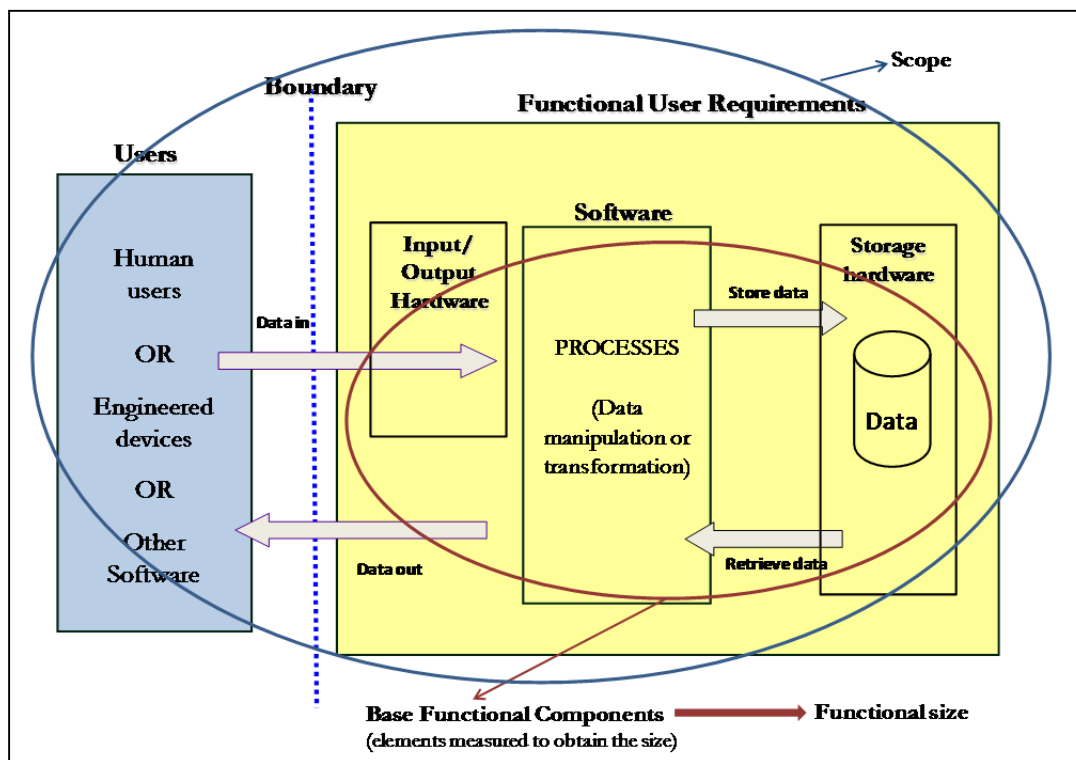 Scope
Boundary
Functional User Requirements
Users
Software
Input/
Output
Hardware
Storage
hardware
Human
users
OR
Engineered
devices
OR
Other
Software
Data in
Store data
PROCESSES
(Data
manipulation or
transformation)
Data
Data out
Retrieve data
Base Functional Components
Functional size
(elements measured to obtain the size)